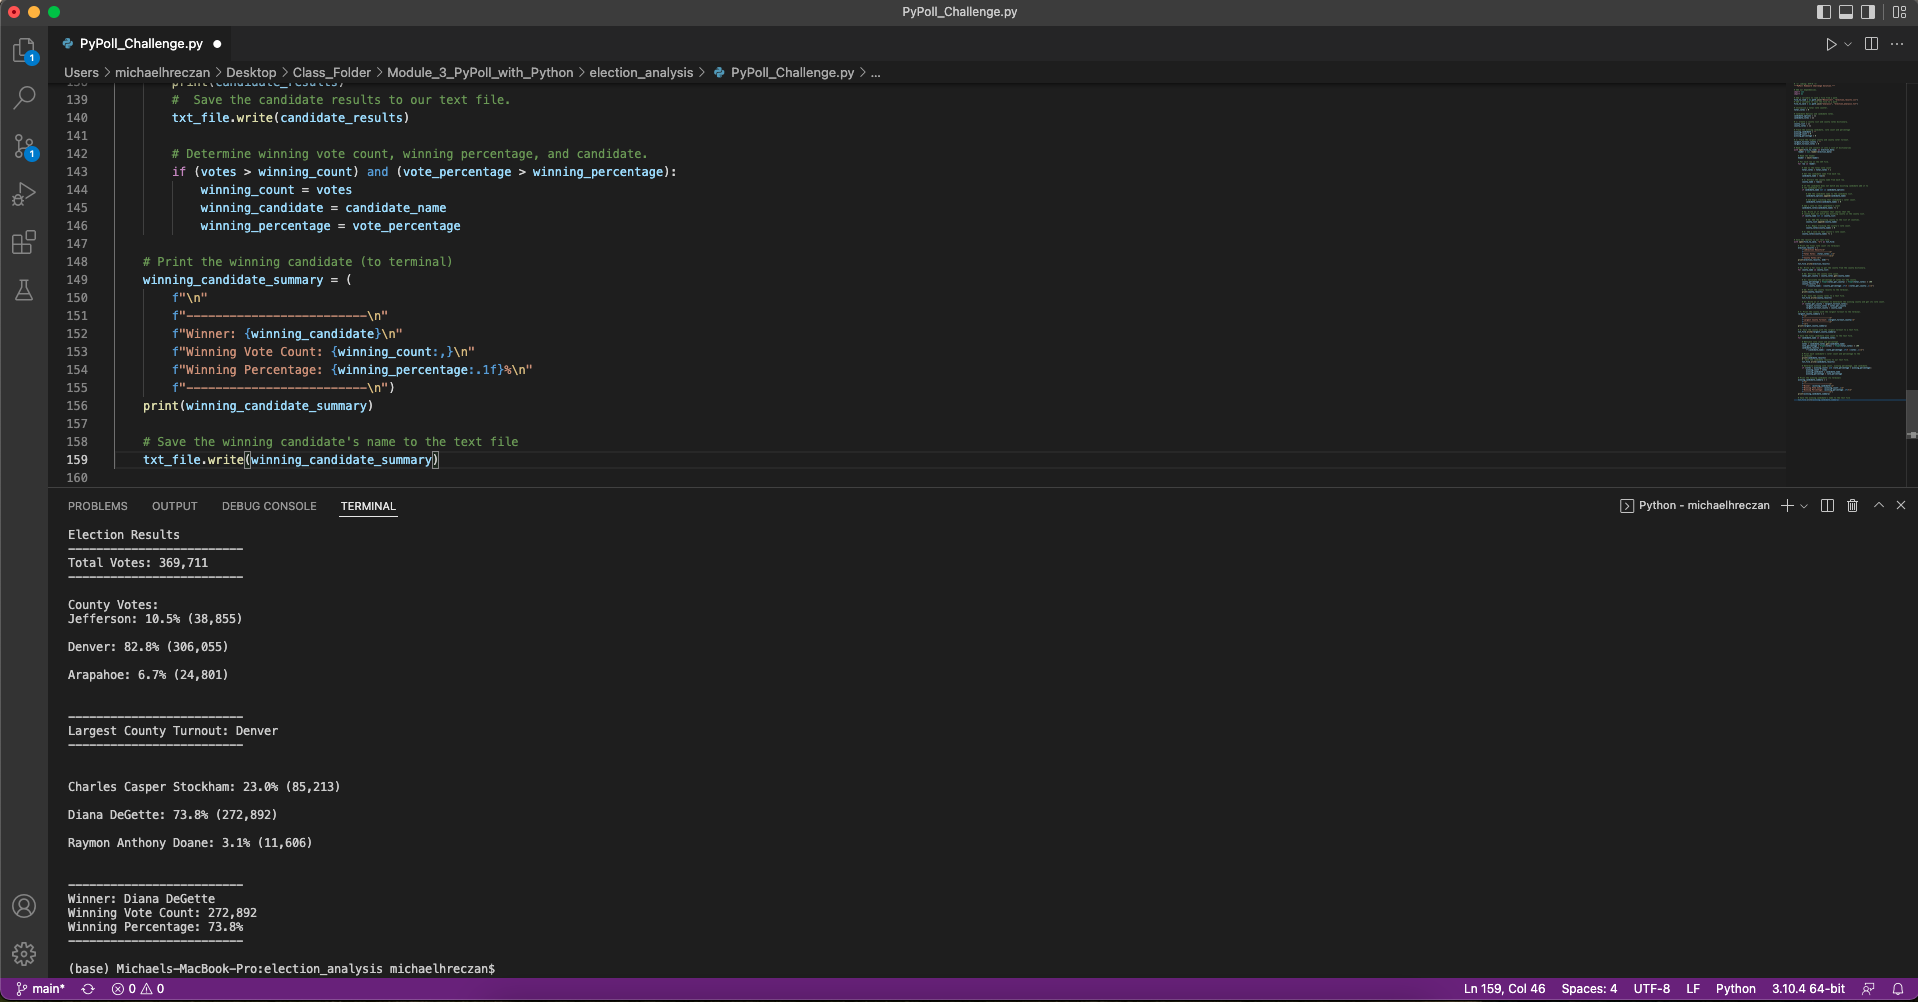 PyPoll_Challenge.py
PyPoll_Challenge.py
Users > michaelhreczan > Desktop > Class_Folder > Module_3_PyPoll_with_Python > election_analysis > PyPoll_Challenge.py > ...
138 print(candidate_results)
139 #  Save the candidate results to our text file.
140 txt_file.write(candidate_results)
141
142 # Determine winning vote count, winning percentage, and candidate.
143 if (votes > winning_count) and (vote_percentage > winning_percentage):
144 winning_count = votes
145 winning_candidate = candidate_name
146 winning_percentage = vote_percentage
147
148 # Print the winning candidate (to terminal)
149 winning_candidate_summary = (
150 f"\n"
151 f"-------------------------\n"
152 f"Winner: {winning_candidate}\n"
153 f"Winning Vote Count: {winning_count:,}\n"
154 f"Winning Percentage: {winning_percentage:.1f}%\n"
155 f"-------------------------\n")
156 print(winning_candidate_summary)
157
158 # Save the winning candidate's name to the text file
159 txt_file.write(winning_candidate_summary)
160
1
1
PROBLEMS OUTPUT DEBUG CONSOLE TERMINAL
Python - michaelhreczan
Election Results
-------------------------
Total Votes: 369,711
-------------------------
County Votes:
Jefferson: 10.5% (38,855)
Denver: 82.8% (306,055)
Arapahoe: 6.7% (24,801)
-------------------------
Largest County Turnout: Denver
-------------------------
Charles Casper Stockham: 23.0% (85,213)
Diana DeGette: 73.8% (272,892)
Raymon Anthony Doane: 3.1% (11,606)
-------------------------
Winner: Diana DeGette
Winning Vote Count: 272,892
Winning Percentage: 73.8%
-------------------------
(base) Michaels-MacBook-Pro:election_analysis michaelhreczan$
main* 0 0 Ln 159, Col 46 Spaces: 4 UTF-8 LF Python 3.10.4 64-bit